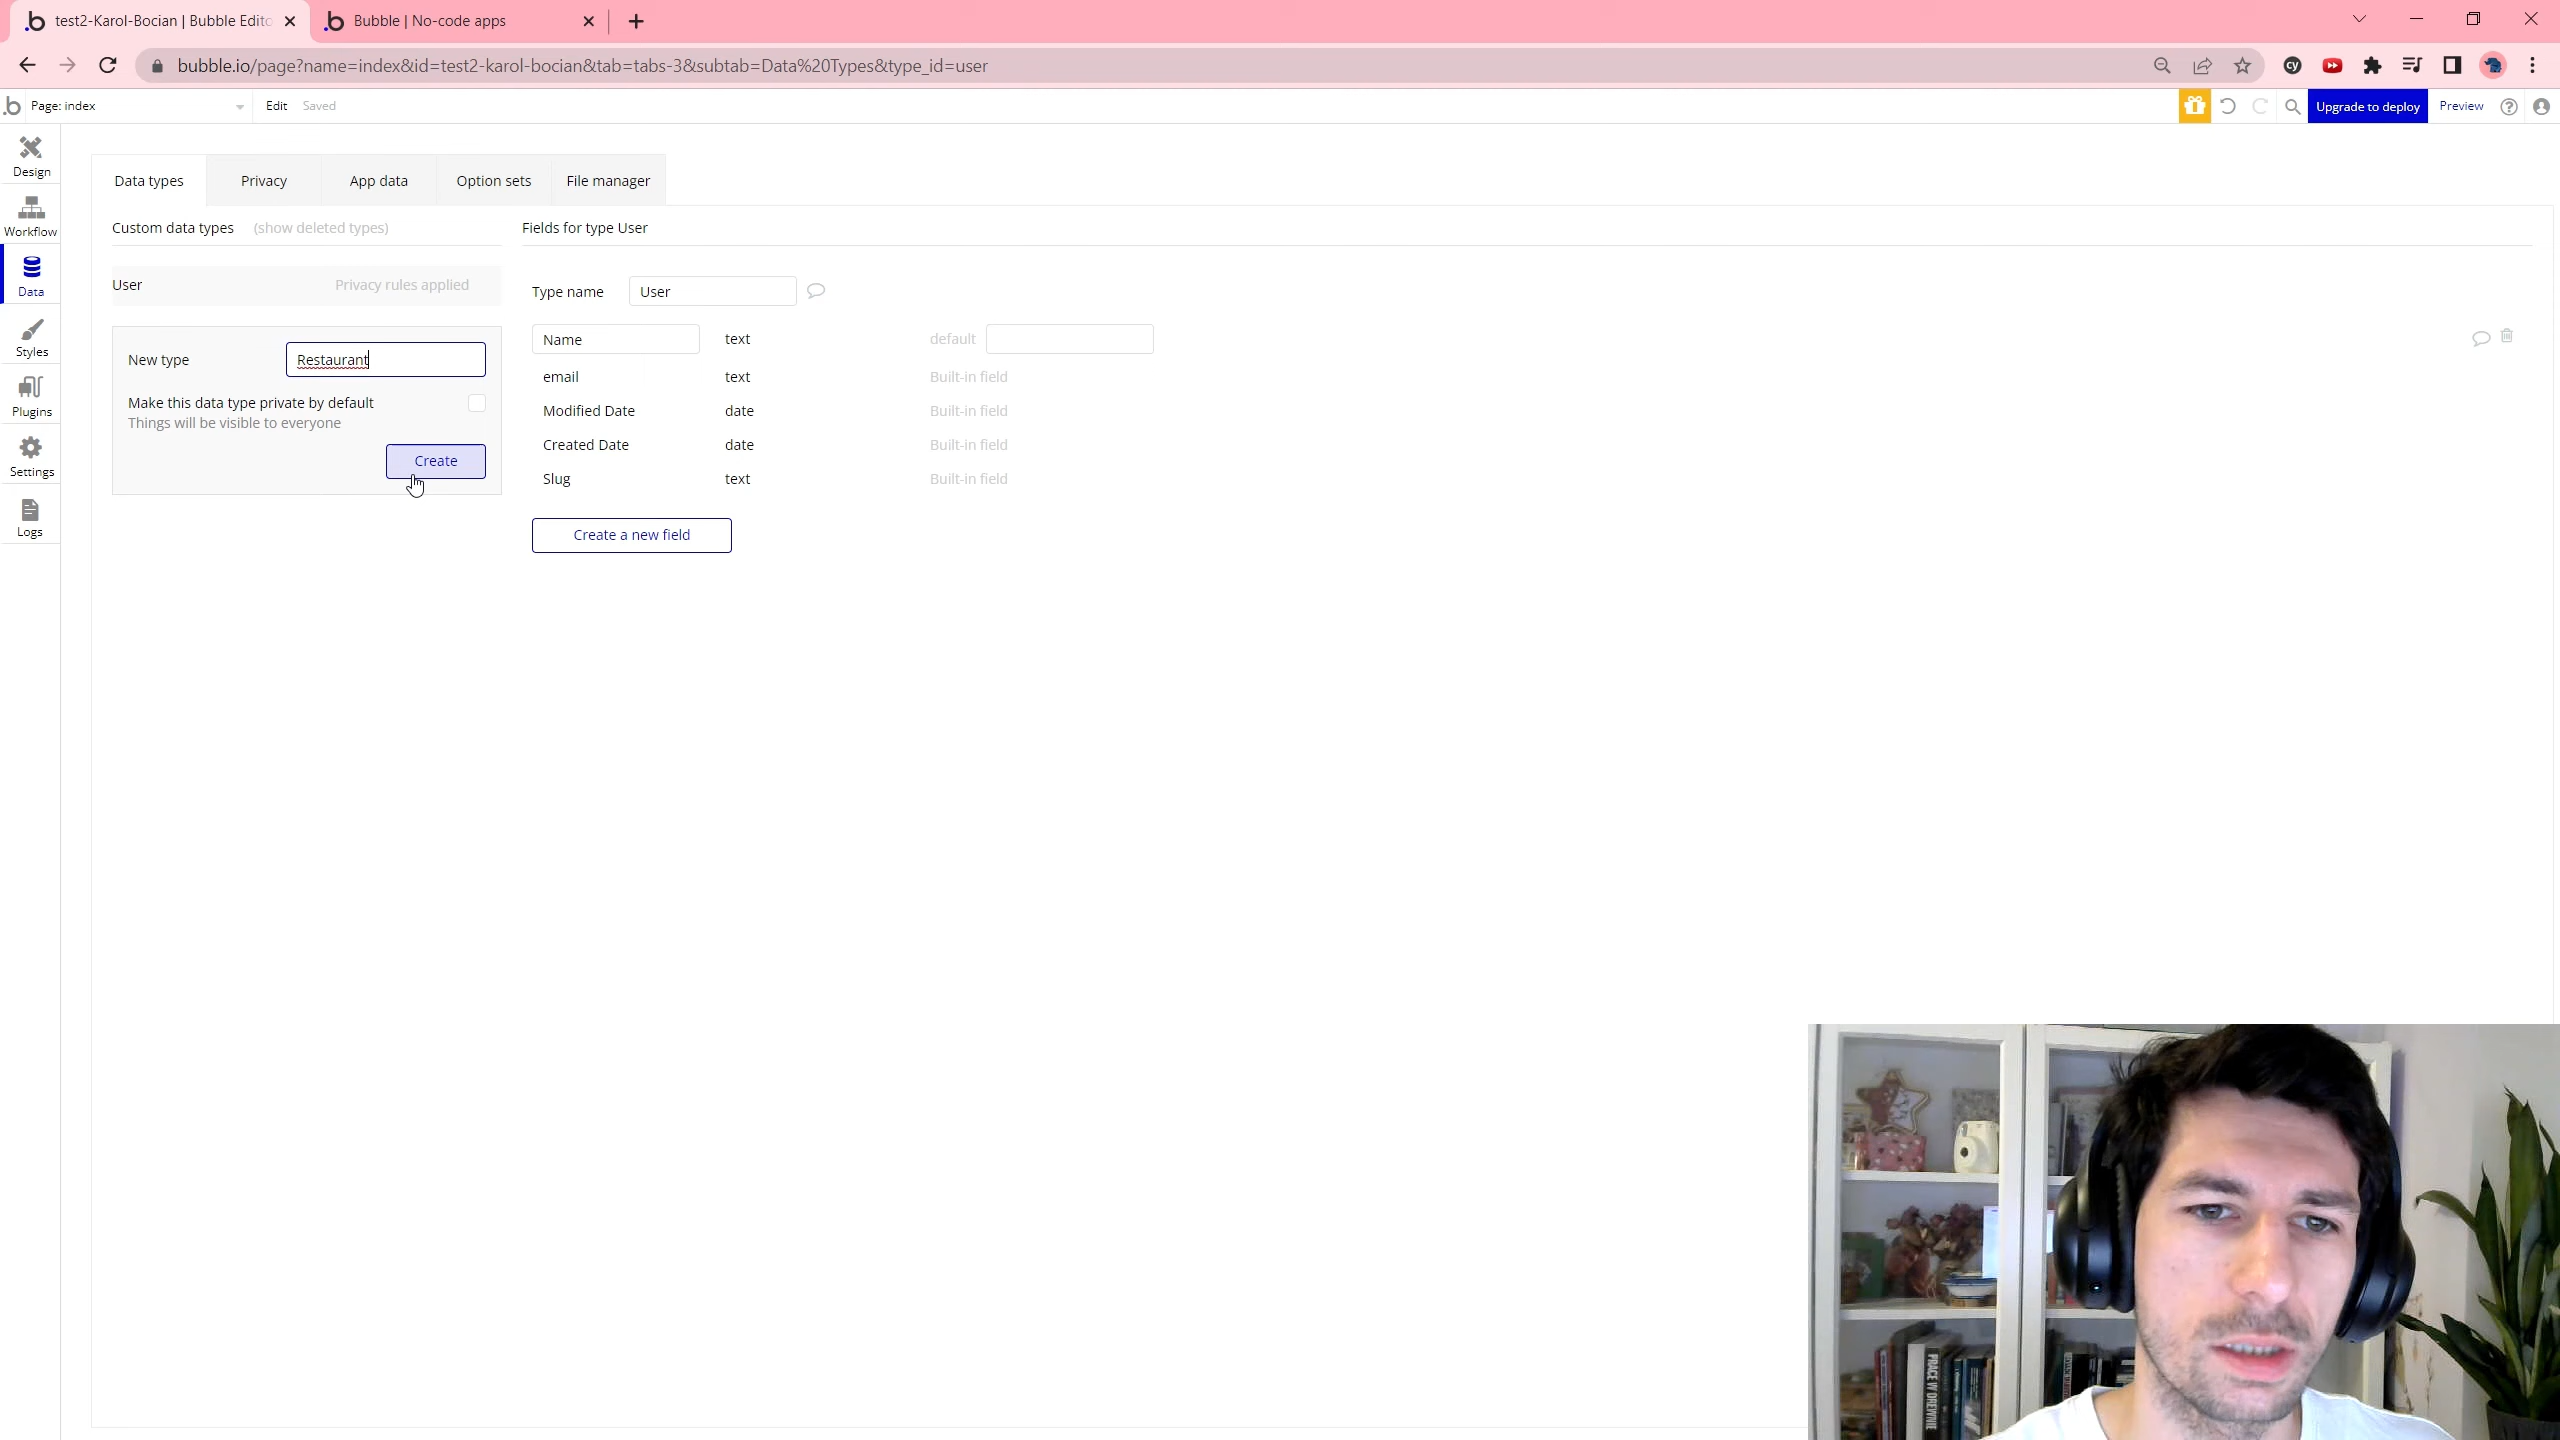 test2-Karol-Bocian | Bubble Edito
Bubble | No-code apps
bubble.io/page?name=index&id=test2-karol-bocian&tab=tabs-3&subtab=Data%20Types&type_id=user
Page: index
Edit
Saved
Upgrade to deploy
Preview
Design
Workflow
Data
Styles
Plugins
Settings
Logs
Data types
Privacy
App data
Option sets
File manager
Custom data types
(show deleted types)
Fields for type User
User
Privacy rules applied
Type name
User
New type
Restaurant
Make this data type private by default
Things will be visible to everyone
Create
Name
text
default
email
text
Built-in field
Modified Date
date
Built-in field
Created Date
date
Built-in field
Slug
text
Built-in field
Create a new field
PRACE W DREWNIE